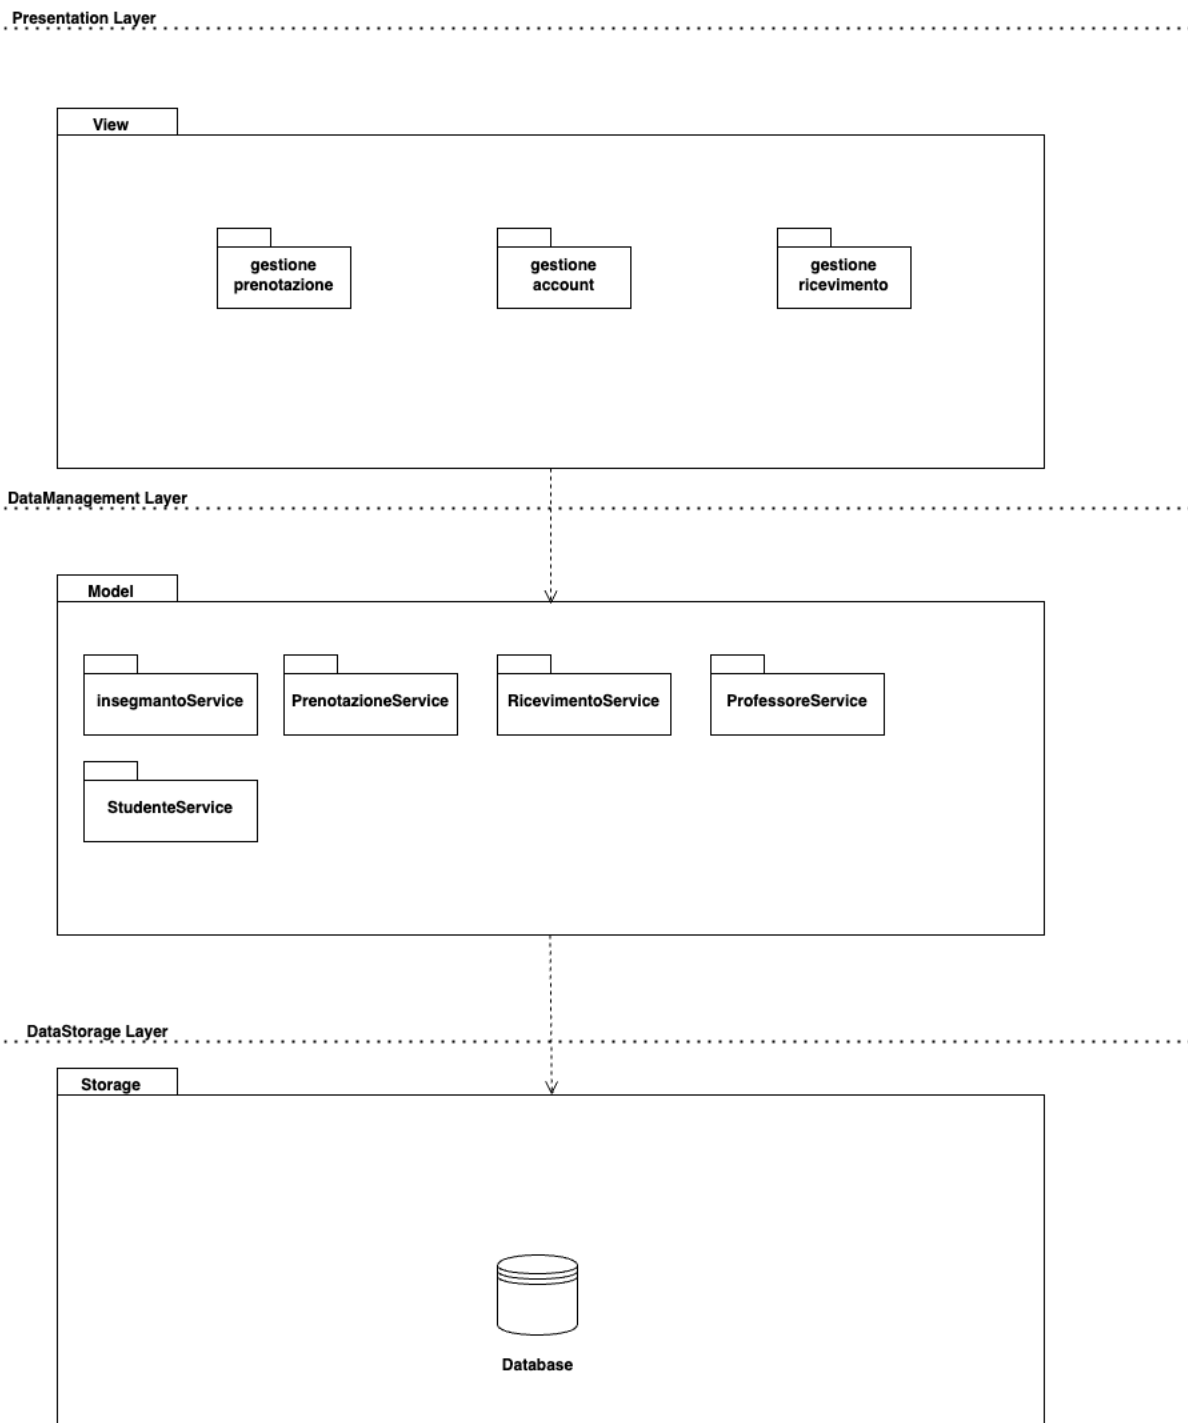 Presentation Layer
View
gestione
prenotazione
gestione
account
gestione
ricevimento
DataManagement Layer
Model
insegmantoService
PrenotazioneService
RicevimentoService
ProfessoreService
StudenteService
DataStorage Layer
Storage
Database